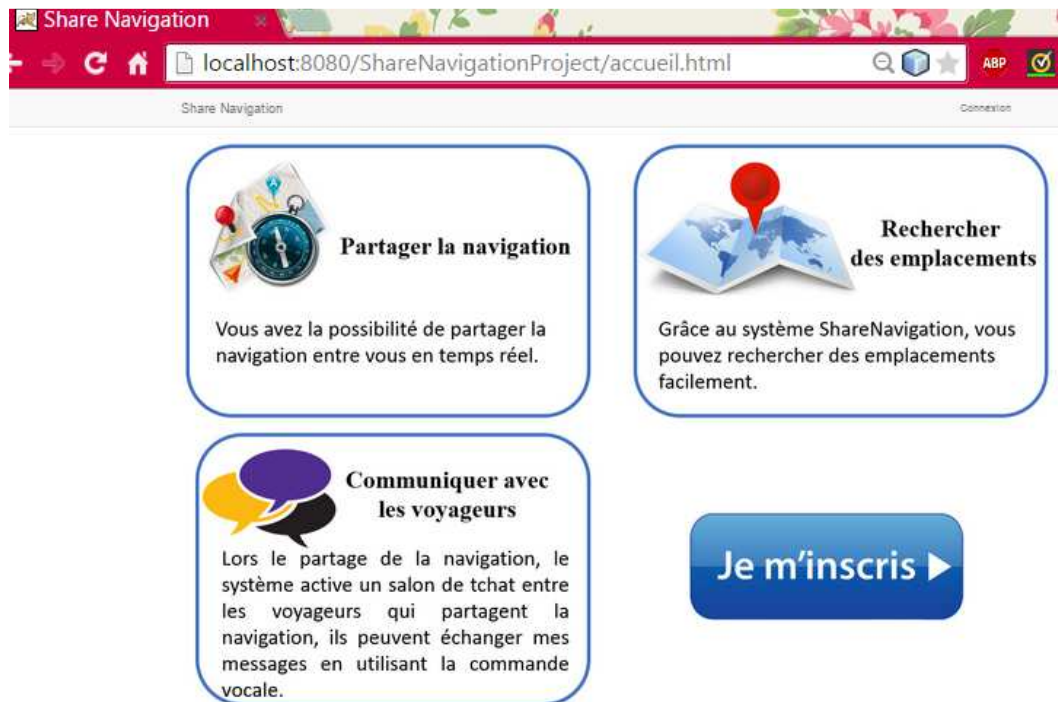 Share Navigation
localhost:8080/ShareNavigationProject/accueil.html
ABP
Share Navigation
Connexion
Partager la navigation
Vous avez la possibilité de partager la
navigation entre vous en temps réel.
Rechercher
des emplacements
Grâce au système ShareNavigation, vous
pouvez rechercher des emplacements
facilement.
Communiquer avec
les voyageurs
Lors le partage de la navigation, le
système active un salon de tchat entre
les voyageurs qui partagent la
navigation, ils peuvent échanger mes
messages en utilisant la commande
vocale.
Je m'inscris